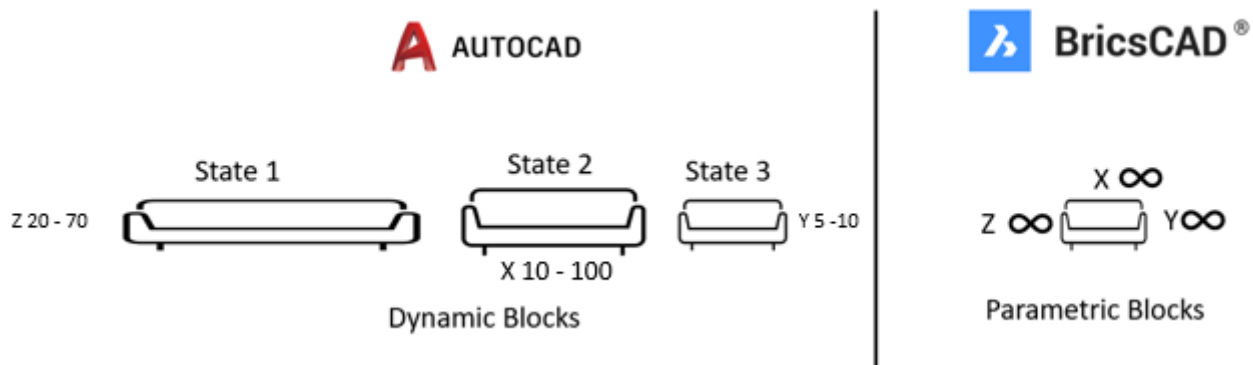 AUTOCAD
BricsCAD®
State 1
State 2
State 3
Z 20 - 70
Y 5 -10
X 10 - 100
Dynamic Blocks
X ∞
Z ∞
Y ∞
Parametric Blocks